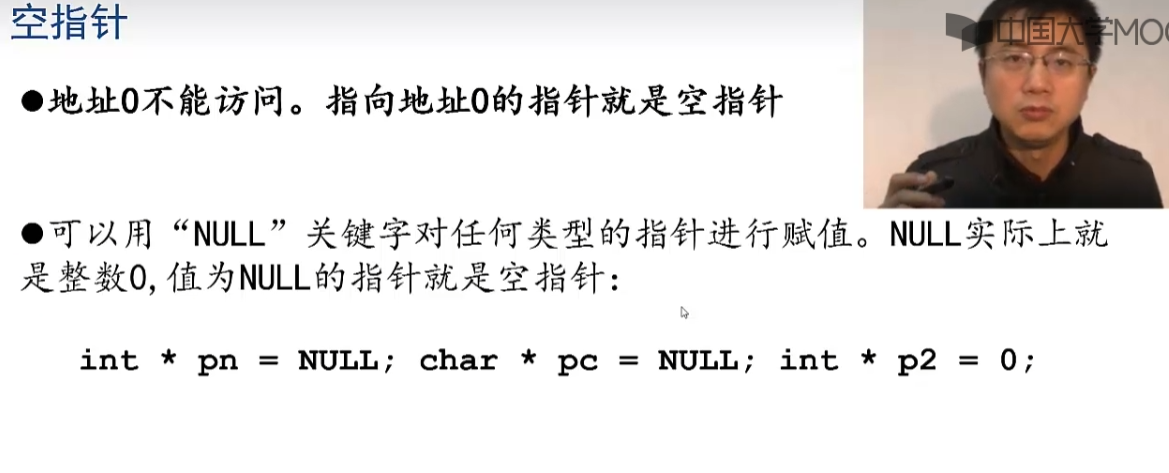 空指针
中国大学MOO
●地址0不能访问。指向地址0的指针就是空指针
●可以用“NULL”关键字对任何类型的指针进行赋值。NULL实际上就
是整数0,值为NULL的指针就是空指针:
int * pn = NULL; char * pc = NULL; int * p2 = 0;